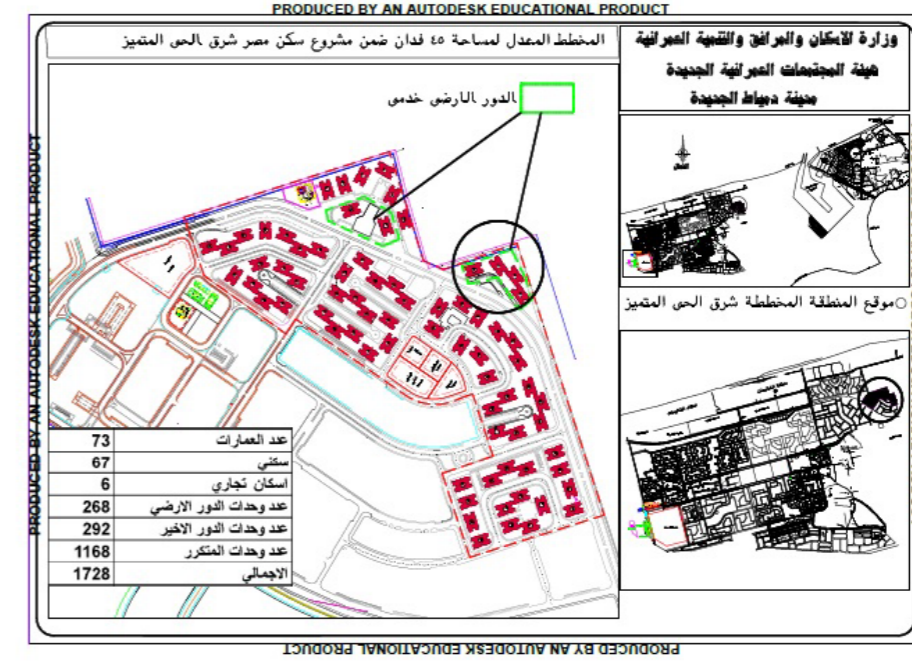 PRODUCED BY AN AUTODESK EDUCATIONAL PRODUCT
وزارة الاسكان والمرافق والتنمية العمرانية
هيئة المجتمعات العمرانية الجديدة
مدينة دمياط الجديدة
المخطط المعدل لمساحة ٤٥ فدان ضمن مشروع سكن مصر شرق الحى المتميز
الدور الارضى خدمى
موقع المنطقة المخططة شرق الحى المتميز
عدد العمارات 73
سكني 67
اسكان تجاري 6
عدد وحدات الدور الارضي 268
عدد وحدات الدور الاخير 292
عدد وحدات المتكرر 1168
الاجمالي 1728
PRODUCED BY AN AUTODESK EDUCATIONAL PRODUCT
PRODUCED BY AN AUTODESK EDUCATIONAL PRODUCT